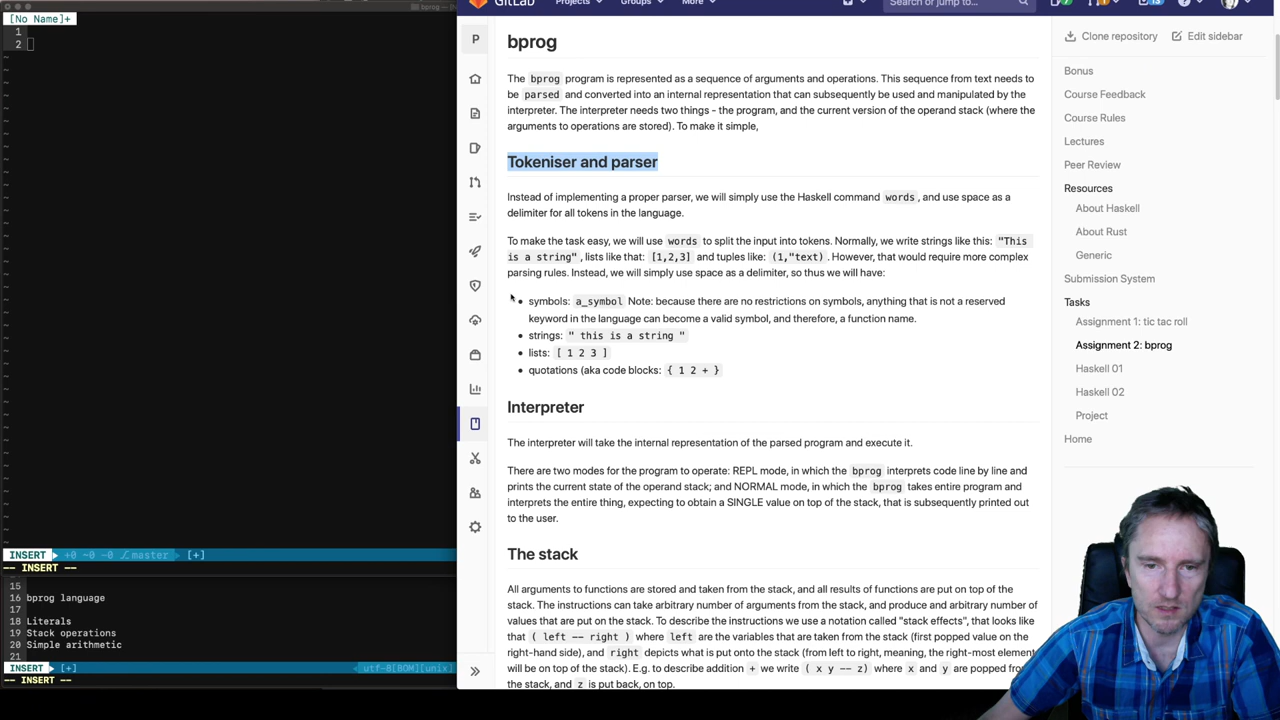 bprog — -
[No Name]+
1
2
INSERT +0 ~0 -0 master [+]
-- INSERT --
15
16 bprog language
17
18 Literals
19 Stack operations
20 Simple arithmetic
21
INSERT [+] utf-8[BOM][unix]
-- INSERT --
GitLab Projects Groups More Search or jump to...
P
bprog
The bprog program is represented as a sequence of arguments and operations. This sequence from text needs to
be parsed and converted into an internal representation that can subsequently be used and manipulated by the
interpreter. The interpreter needs two things - the program, and the current version of the operand stack (where the
arguments to operations are stored). To make it simple,
Tokeniser and parser
Instead of implementing a proper parser, we will simply use the Haskell command words , and use space as a
delimiter for all tokens in the language.
To make the task easy, we will use words to split the input into tokens. Normally, we write strings like this: "This
is a string" , lists like that: [1,2,3] and tuples like: (1,"text) . However, that would require more complex
parsing rules. Instead, we will simply use space as a delimiter, so thus we will have:
• symbols: a_symbol Note: because there are no restrictions on symbols, anything that is not a reserved
keyword in the language can become a valid symbol, and therefore, a function name.
• strings: " this is a string "
• lists: [ 1 2 3 ]
• quotations (aka code blocks: { 1 2 + }
Interpreter
The interpreter will take the internal representation of the parsed program and execute it.
There are two modes for the program to operate: REPL mode, in which the bprog interprets code line by line and
prints the current state of the operand stack; and NORMAL mode, in which the bprog takes entire program and
interprets the entire thing, expecting to obtain a SINGLE value on top of the stack, that is subsequently printed out
to the user.
The stack
All arguments to functions are stored and taken from the stack, and all results of functions are put on top of the
stack. The instructions can take arbitrary number of arguments from the stack, and produce and arbitrary number of
values that are put on the stack. To describe the instructions we use a notation called "stack effects", that looks like
that ( left -- right ) where left are the variables that are taken from the stack (first popped value on the
right-hand side), and right depicts what is put onto the stack (from left to right, meaning, the right-most element
will be on top of the stack). E.g. to describe addition + we write ( x y -- z) where x and y are popped from
the stack, and z is put back, on top.
Clone repository Edit sidebar
Bonus
Course Feedback
Course Rules
Lectures
Peer Review
Resources
About Haskell
About Rust
Generic
Submission System
Tasks
Assignment 1: tic tac roll
Assignment 2: bprog
Haskell 01
Haskell 02
Project
Home